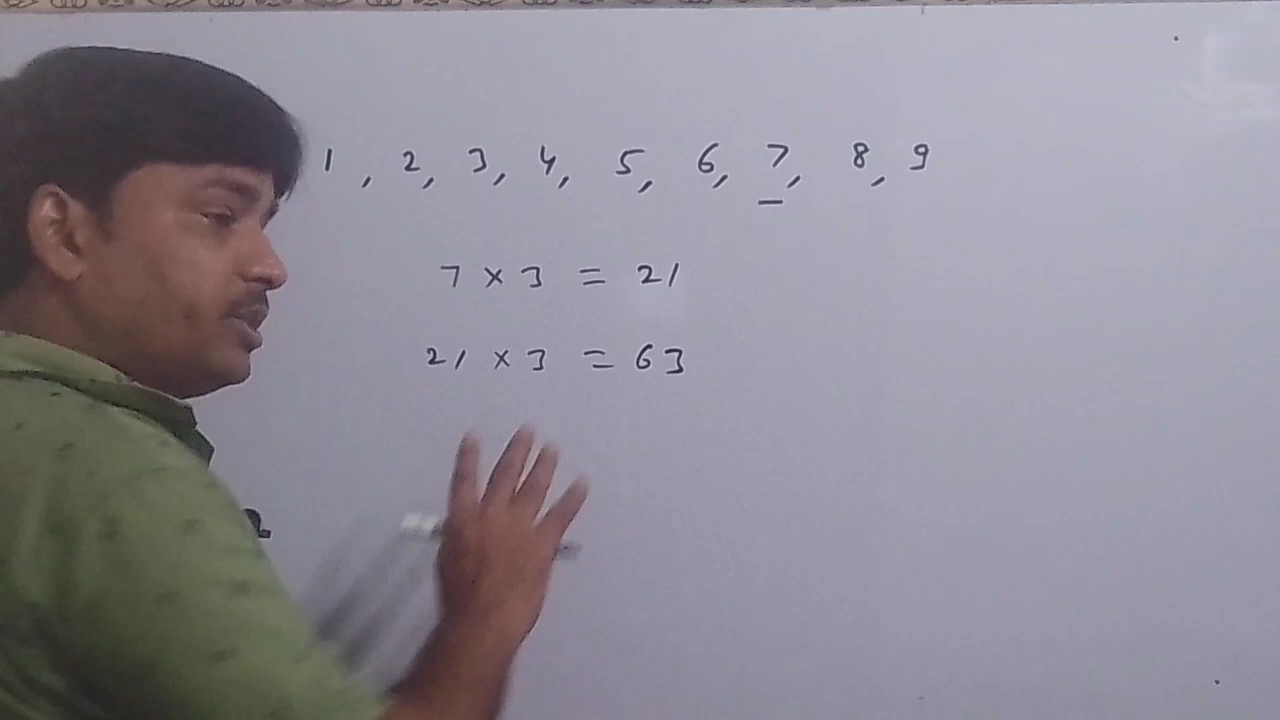 1, 2, 3, 4, 5, 6, 7, 8, 9
7 × 3 = 21
21 × 3 = 63